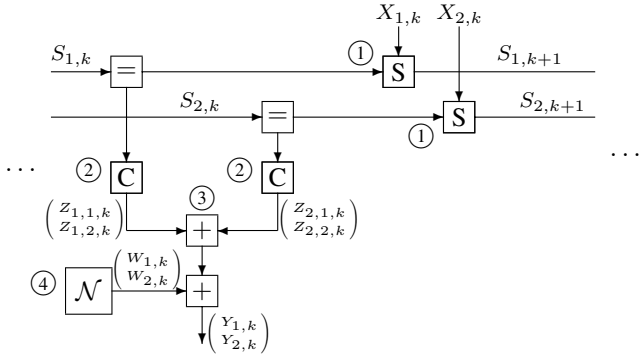 X_{1,k} X_{2,k}
S_{1,k} = ① S S_{1,k+1}
S_{2,k} = ① S S_{2,k+1}
... ② C ② C ...
③
(Z_{1,1,k} Z_{1,2,k}) + (Z_{2,1,k} Z_{2,2,k})
④ 𝒩 (W_{1,k} W_{2,k}) +
(Y_{1,k} Y_{2,k})